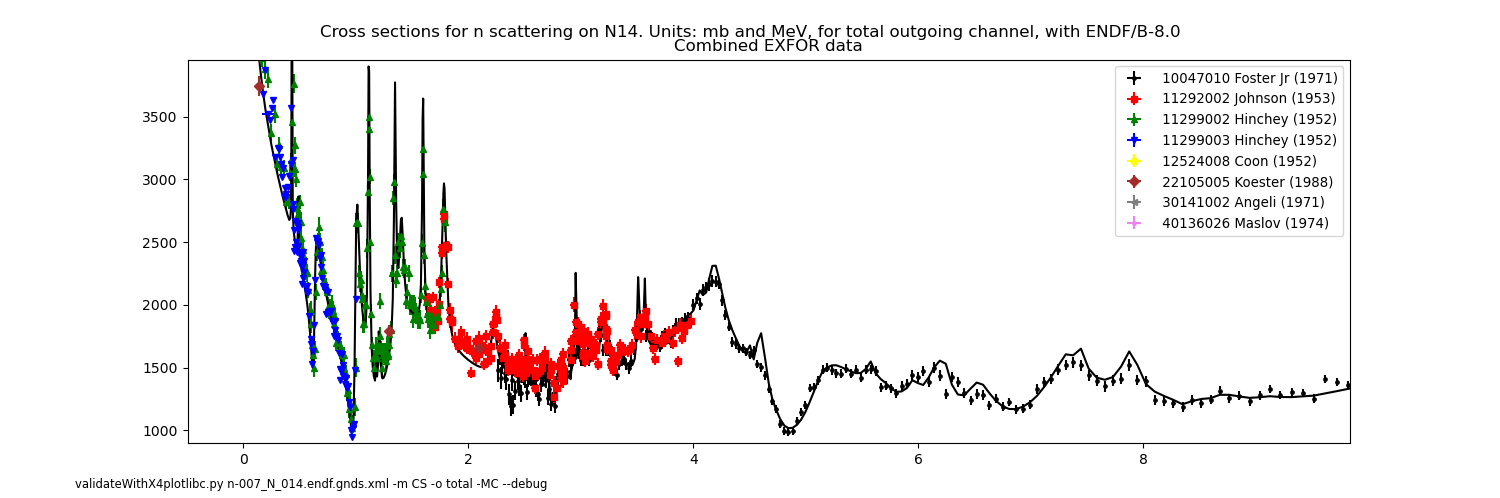 Cross sections for n scattering on N14. Units: mb and MeV, for total outgoing channel, with ENDF/B-8.0
Combined EXFOR data
10047010 Foster Jr (1971)
11292002 Johnson (1953)
11299002 Hinchey (1952)
11299003 Hinchey (1952)
12524008 Coon (1952)
22105005 Koester (1988)
30141002 Angeli (1971)
40136026 Maslov (1974)
3500
3000
2500
2000
1500
1000
0 2 4 6 8
validateWithX4plotlibc.py n-007_N_014.endf.gnds.xml -m CS -o total -MC --debug